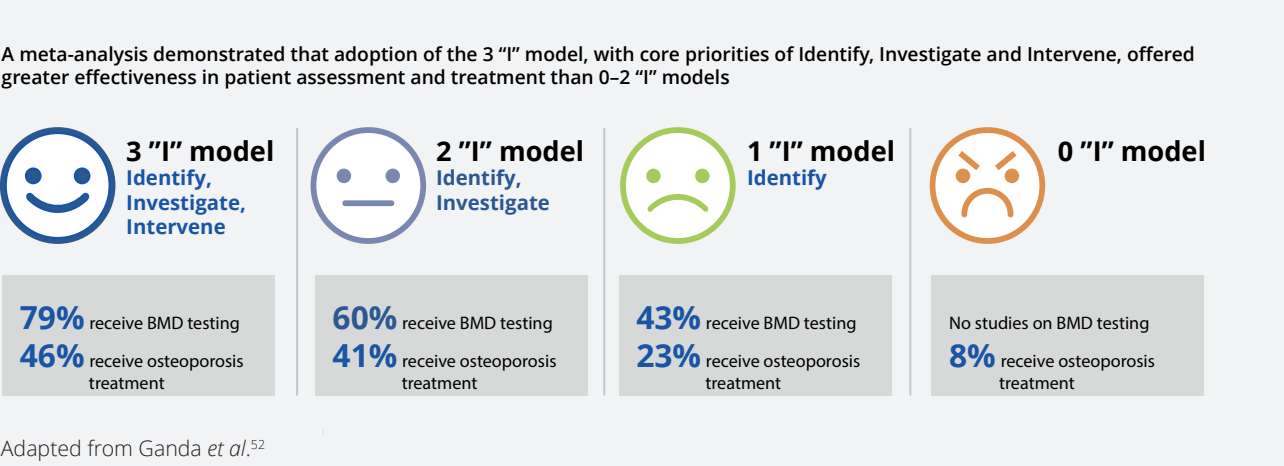 A meta-analysis demonstrated that adoption of the 3 “I” model, with core priorities of Identify, Investigate and Intervene, offered
greater effectiveness in patient assessment and treatment than 0–2 “I” models
3 ”I” model
Identify,
Investigate,
Intervene
79% receive BMD testing
46% receive osteoporosis
treatment
2 ”I” model
Identify,
Investigate
60% receive BMD testing
41% receive osteoporosis
treatment
1 ”I” model
Identify
43% receive BMD testing
23% receive osteoporosis
treatment
0 ”I” model
No studies on BMD testing
8% receive osteoporosis
treatment
Adapted from Ganda et al.52